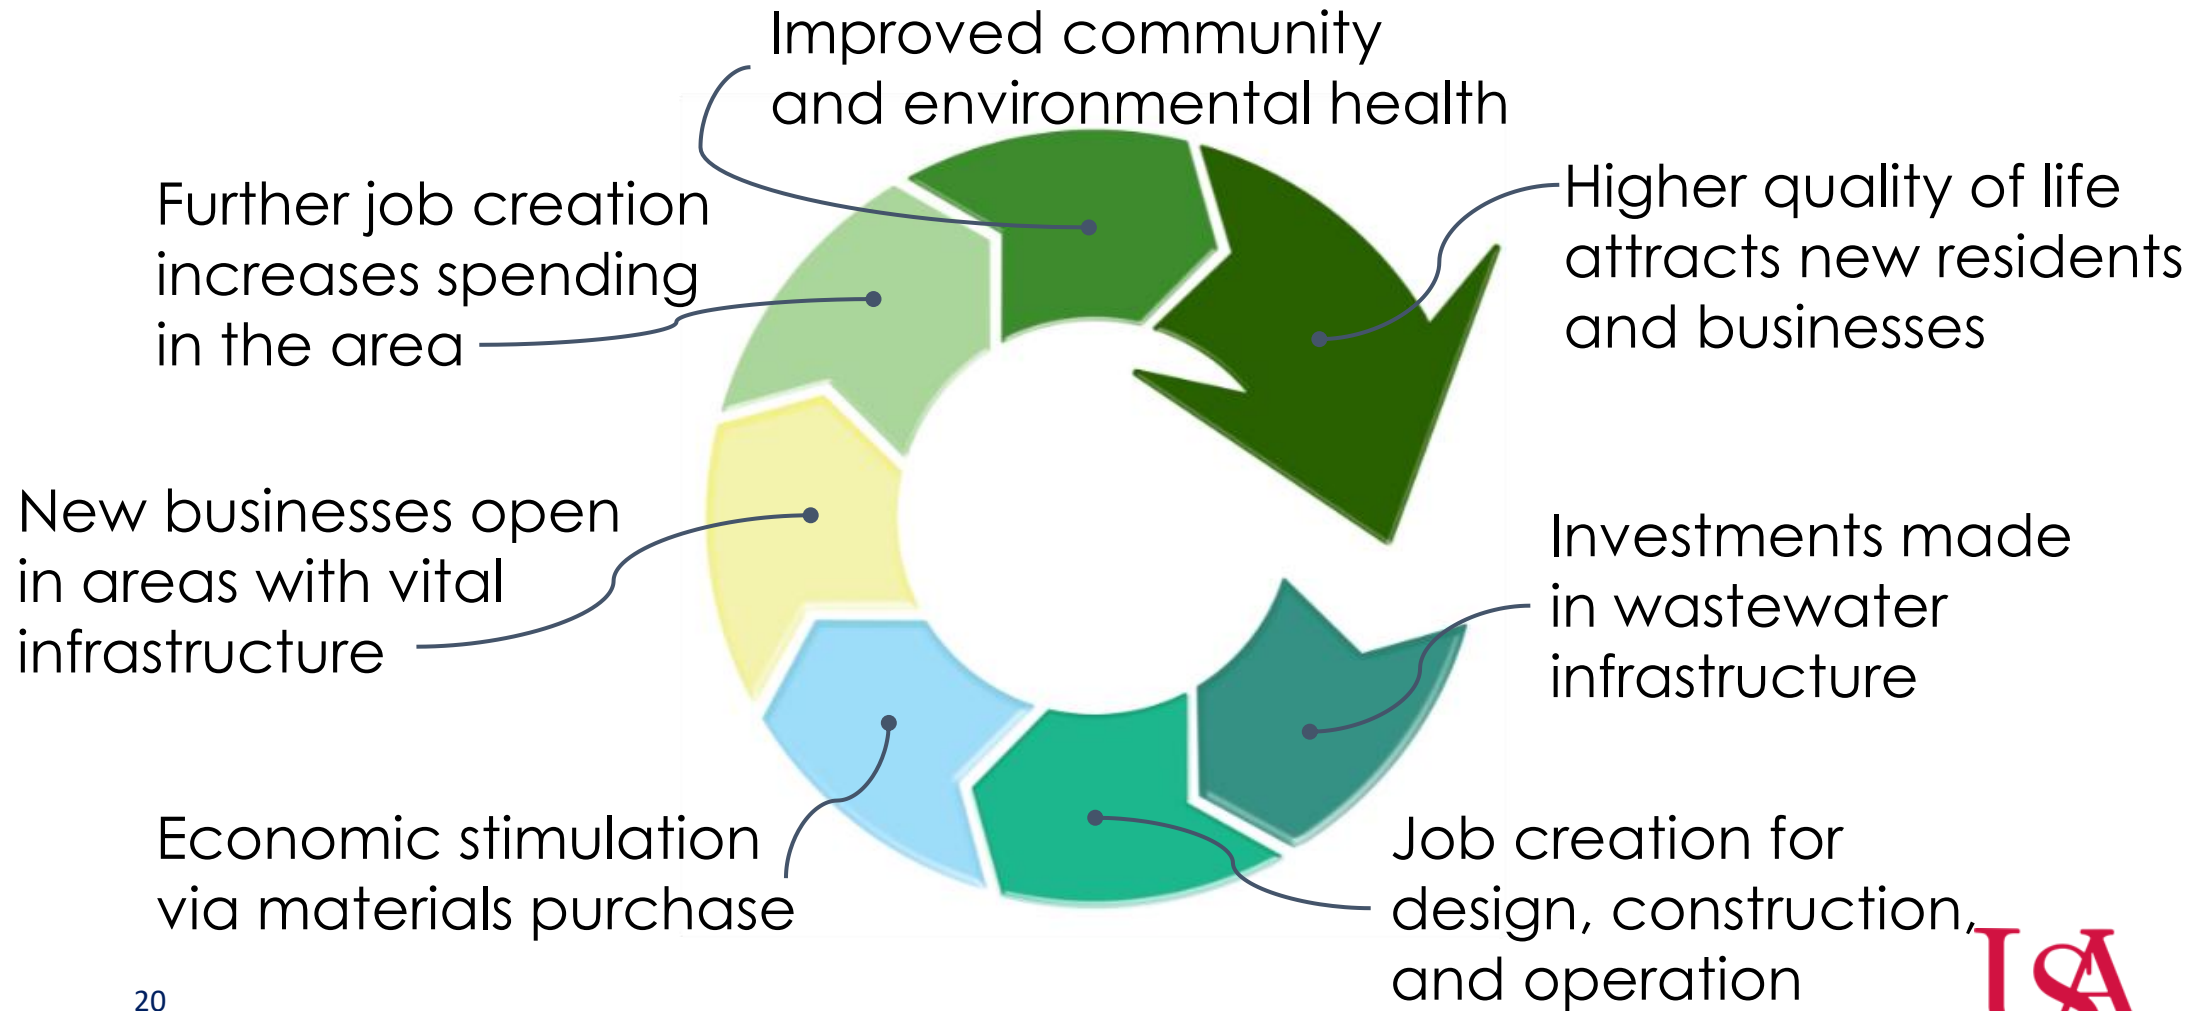 Improved community
and environmental health
Higher quality of life
attracts new residents
and businesses
Investments made
in wastewater
infrastructure
Job creation for
design, construction,
and operation
Economic stimulation
via materials purchase
New businesses open
in areas with vital
infrastructure
Further job creation
increases spending
in the area
20